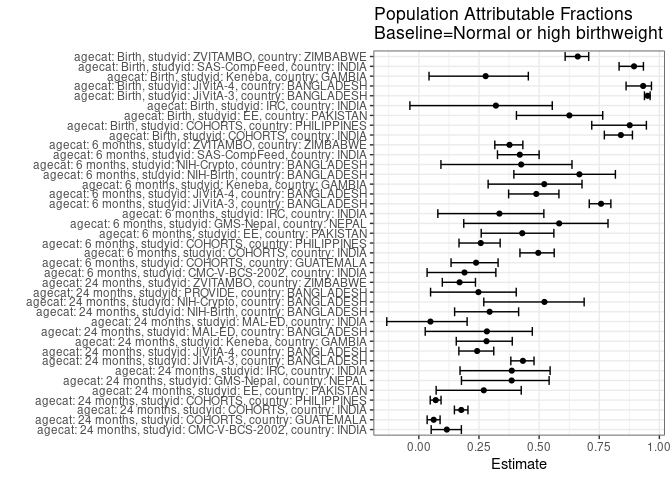 Population Attributable Fractions
Baseline=Normal or high birthweight
agecat: Birth, studyid: ZVITAMBO, country: ZIMBABWE
agecat: Birth, studyid: SAS-CompFeed, country: INDIA
agecat: Birth, studyid: Keneba, country: GAMBIA
agecat: Birth, studyid: JiVitA-4, country: BANGLADESH
agecat: Birth, studyid: JiVitA-3, country: BANGLADESH
agecat: Birth, studyid: IRC, country: INDIA
agecat: Birth, studyid: EE, country: PAKISTAN
agecat: Birth, studyid: COHORTS, country: PHILIPPINES
agecat: Birth, studyid: COHORTS, country: INDIA
agecat: 6 months, studyid: ZVITAMBO, country: ZIMBABWE
agecat: 6 months, studyid: SAS-CompFeed, country: INDIA
agecat: 6 months, studyid: NIH-Crypto, country: BANGLADESH
agecat: 6 months, studyid: NIH-Birth, country: BANGLADESH
agecat: 6 months, studyid: Keneba, country: GAMBIA
agecat: 6 months, studyid: JiVitA-4, country: BANGLADESH
agecat: 6 months, studyid: JiVitA-3, country: BANGLADESH
agecat: 6 months, studyid: IRC, country: INDIA
agecat: 6 months, studyid: GMS-Nepal, country: NEPAL
agecat: 6 months, studyid: EE, country: PAKISTAN
agecat: 6 months, studyid: COHORTS, country: PHILIPPINES
agecat: 6 months, studyid: COHORTS, country: INDIA
agecat: 6 months, studyid: COHORTS, country: GUATEMALA
agecat: 6 months, studyid: CMC-V-BCS-2002, country: INDIA
agecat: 24 months, studyid: ZVITAMBO, country: ZIMBABWE
agecat: 24 months, studyid: PROVIDE, country: BANGLADESH
agecat: 24 months, studyid: NIH-Crypto, country: BANGLADESH
agecat: 24 months, studyid: NIH-Birth, country: BANGLADESH
agecat: 24 months, studyid: MAL-ED, country: INDIA
agecat: 24 months, studyid: MAL-ED, country: BANGLADESH
agecat: 24 months, studyid: Keneba, country: GAMBIA
agecat: 24 months, studyid: JiVitA-4, country: BANGLADESH
agecat: 24 months, studyid: JiVitA-3, country: BANGLADESH
agecat: 24 months, studyid: IRC, country: INDIA
agecat: 24 months, studyid: GMS-Nepal, country: NEPAL
agecat: 24 months, studyid: EE, country: PAKISTAN
agecat: 24 months, studyid: COHORTS, country: PHILIPPINES
agecat: 24 months, studyid: COHORTS, country: INDIA
agecat: 24 months, studyid: COHORTS, country: GUATEMALA
agecat: 24 months, studyid: CMC-V-BCS-2002, country: INDIA
0.00 0.25 0.50 0.75 1.00
Estimate